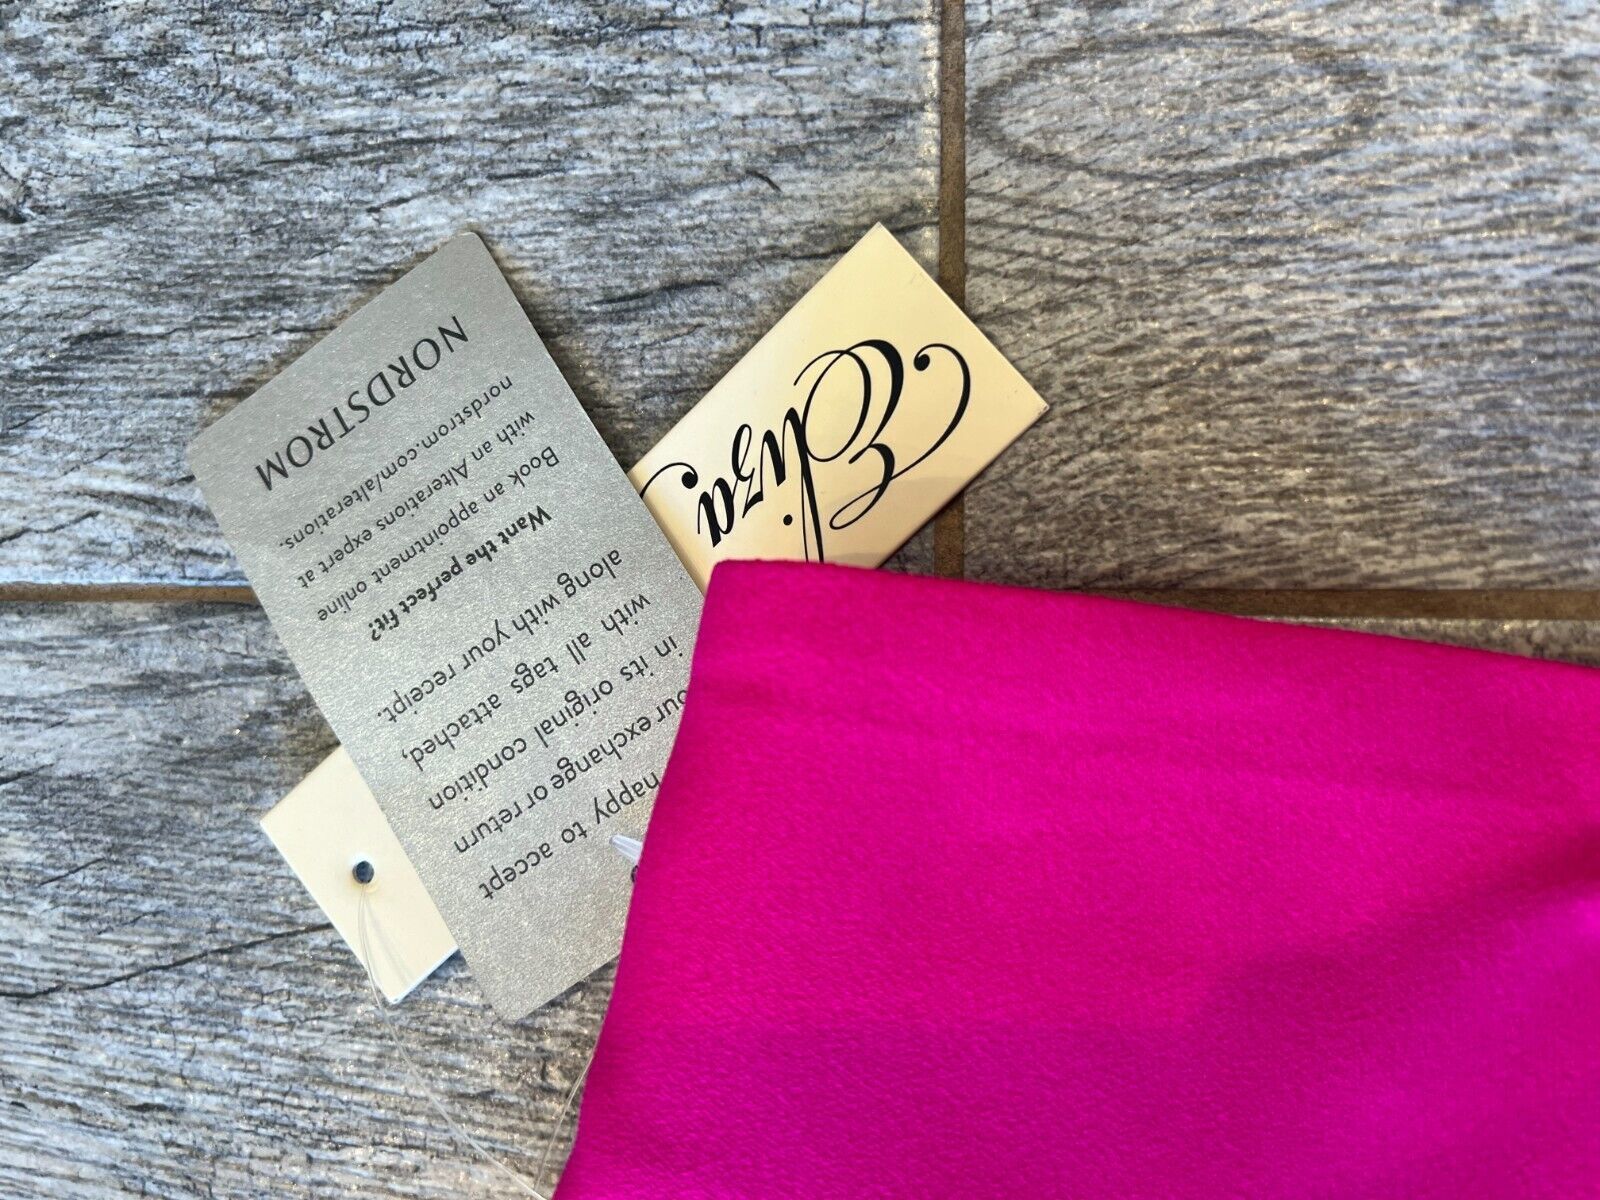 happy to accept
our exchange or return
in its original condition
with all tags attached,
along with your receipt.
Want the perfect fit?
Book an appointment online
with an Alterations expert at
nordstrom.com/alterations.
NORDSTROM
Eliza